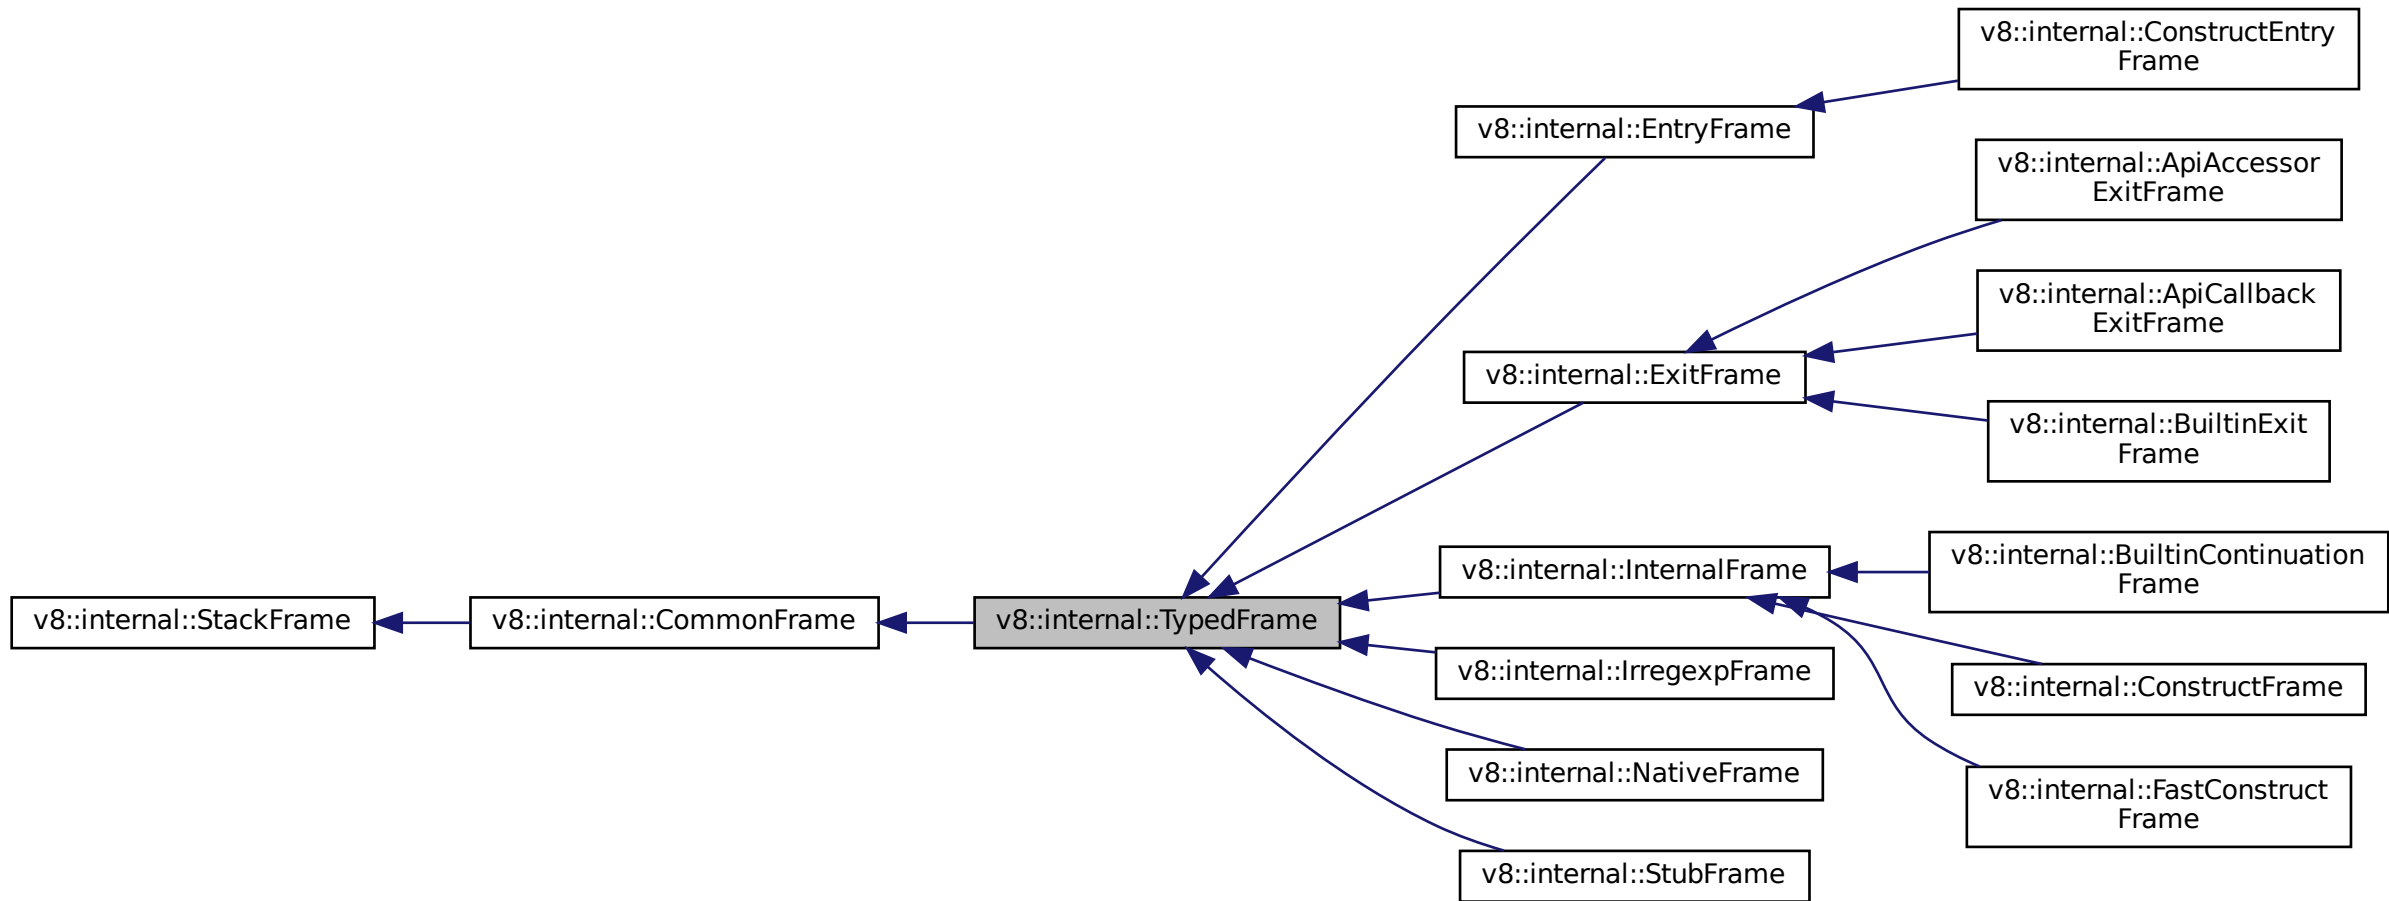 v8::internal::StackFrame
v8::internal::CommonFrame
v8::internal::TypedFrame
v8::internal::EntryFrame
v8::internal::ExitFrame
v8::internal::InternalFrame
v8::internal::IrregexpFrame
v8::internal::NativeFrame
v8::internal::StubFrame
v8::internal::ConstructEntry
Frame
v8::internal::ApiAccessor
ExitFrame
v8::internal::ApiCallback
ExitFrame
v8::internal::BuiltinExit
Frame
v8::internal::BuiltinContinuation
Frame
v8::internal::ConstructFrame
v8::internal::FastConstruct
Frame